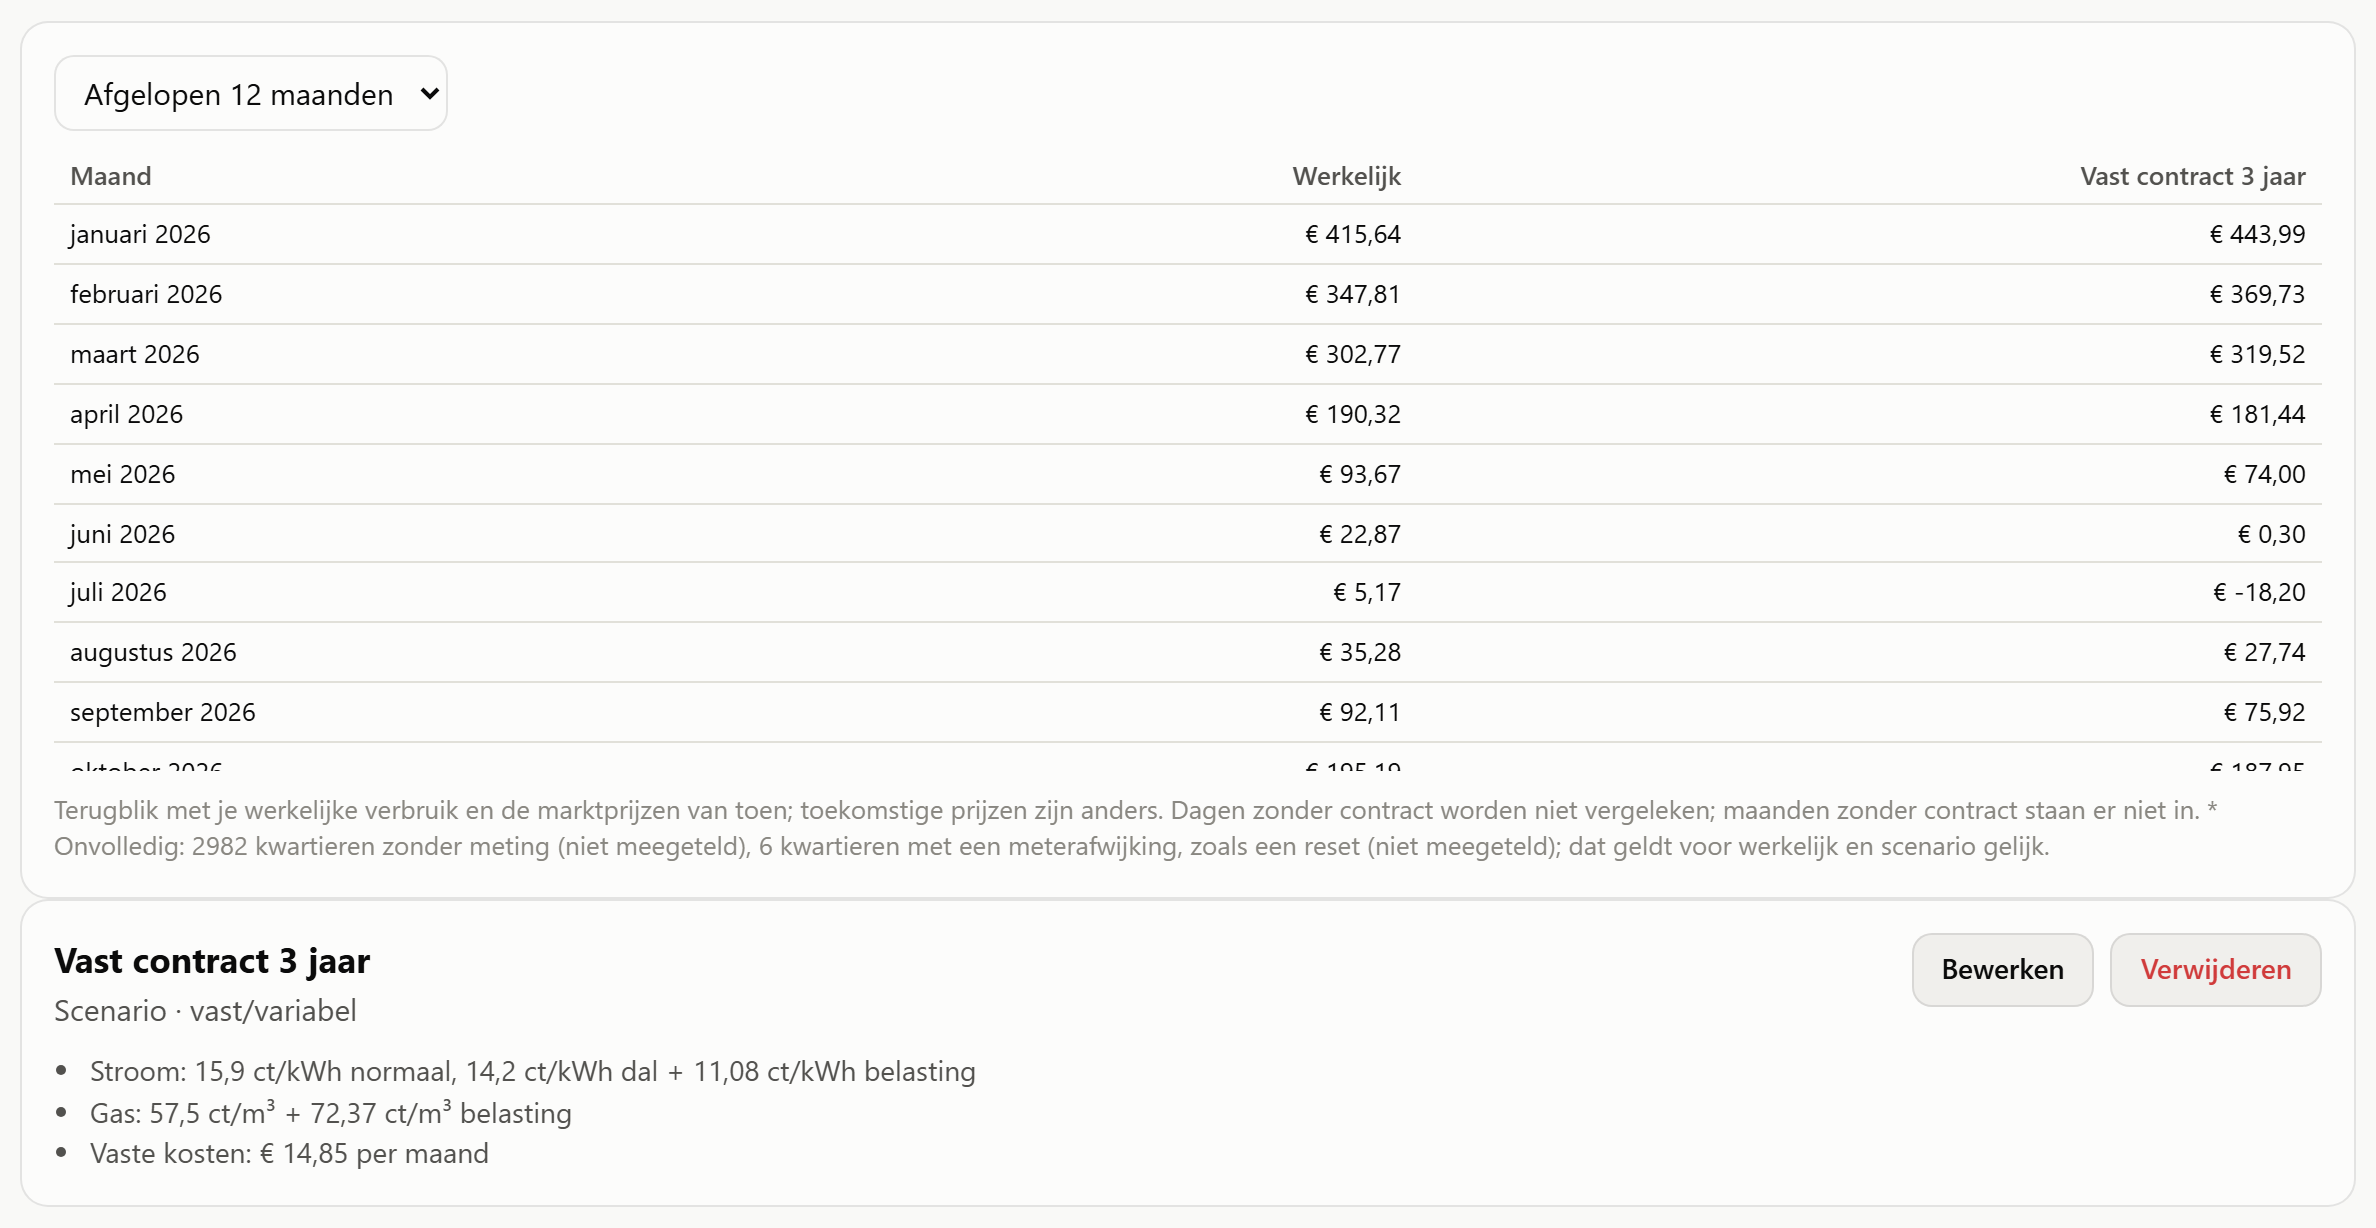 Afgelopen 12 maanden
Maand Werkelijk Vast contract 3 jaar
januari 2026 € 415,64 € 443,99
februari 2026 € 347,81 € 369,73
maart 2026 € 302,77 € 319,52
april 2026 € 190,32 € 181,44
mei 2026 € 93,67 € 74,00
juni 2026 € 22,87 € 0,30
juli 2026 € 5,17 € -18,20
augustus 2026 € 35,28 € 27,74
september 2026 € 92,11 € 75,92
oktober 2026 € 195,19 € 187,95
Terugblik met je werkelijke verbruik en de marktprijzen van toen; toekomstige prijzen zijn anders. Dagen zonder contract worden niet vergeleken; maanden zonder contract staan er niet in. *
Onvolledig: 2982 kwartieren zonder meting (niet meegeteld), 6 kwartieren met een meterafwijking, zoals een reset (niet meegeteld); dat geldt voor werkelijk en scenario gelijk.
Vast contract 3 jaar
Bewerken Verwijderen
Scenario · vast/variabel
• Stroom: 15,9 ct/kWh normaal, 14,2 ct/kWh dal + 11,08 ct/kWh belasting
• Gas: 57,5 ct/m³ + 72,37 ct/m³ belasting
• Vaste kosten: € 14,85 per maand